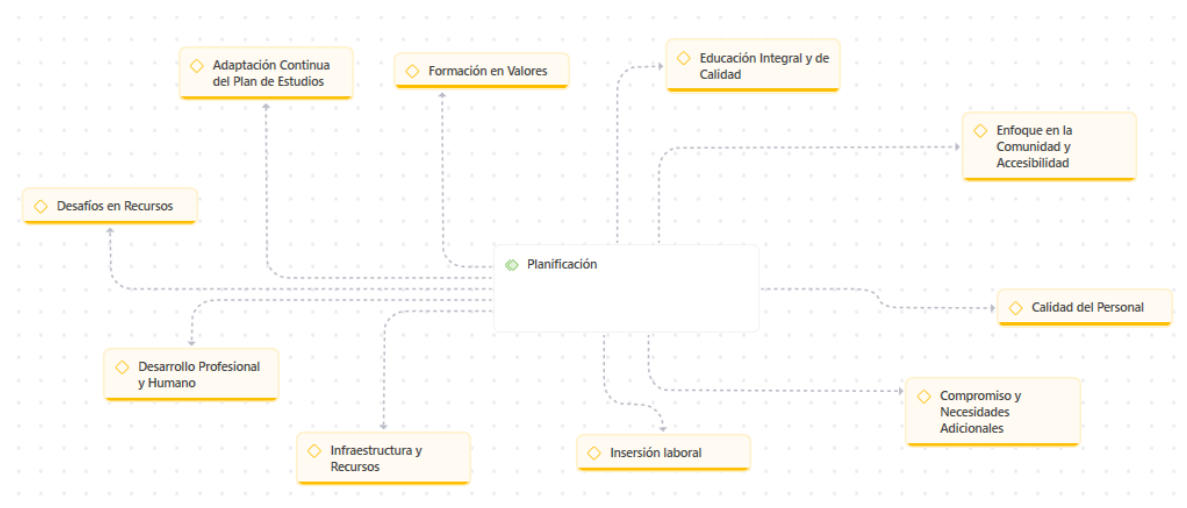 Adaptación Continua
del Plan de Estudios
Formación en Valores
Educación Integral y de
Calidad
Enfoque en la
Comunidad y
Accesibilidad
Desafíos en Recursos
Planificación
Calidad del Personal
Desarrollo Profesional
y Humano
Compromiso y
Necesidades
Adicionales
Infraestructura y
Recursos
Insersión laboral